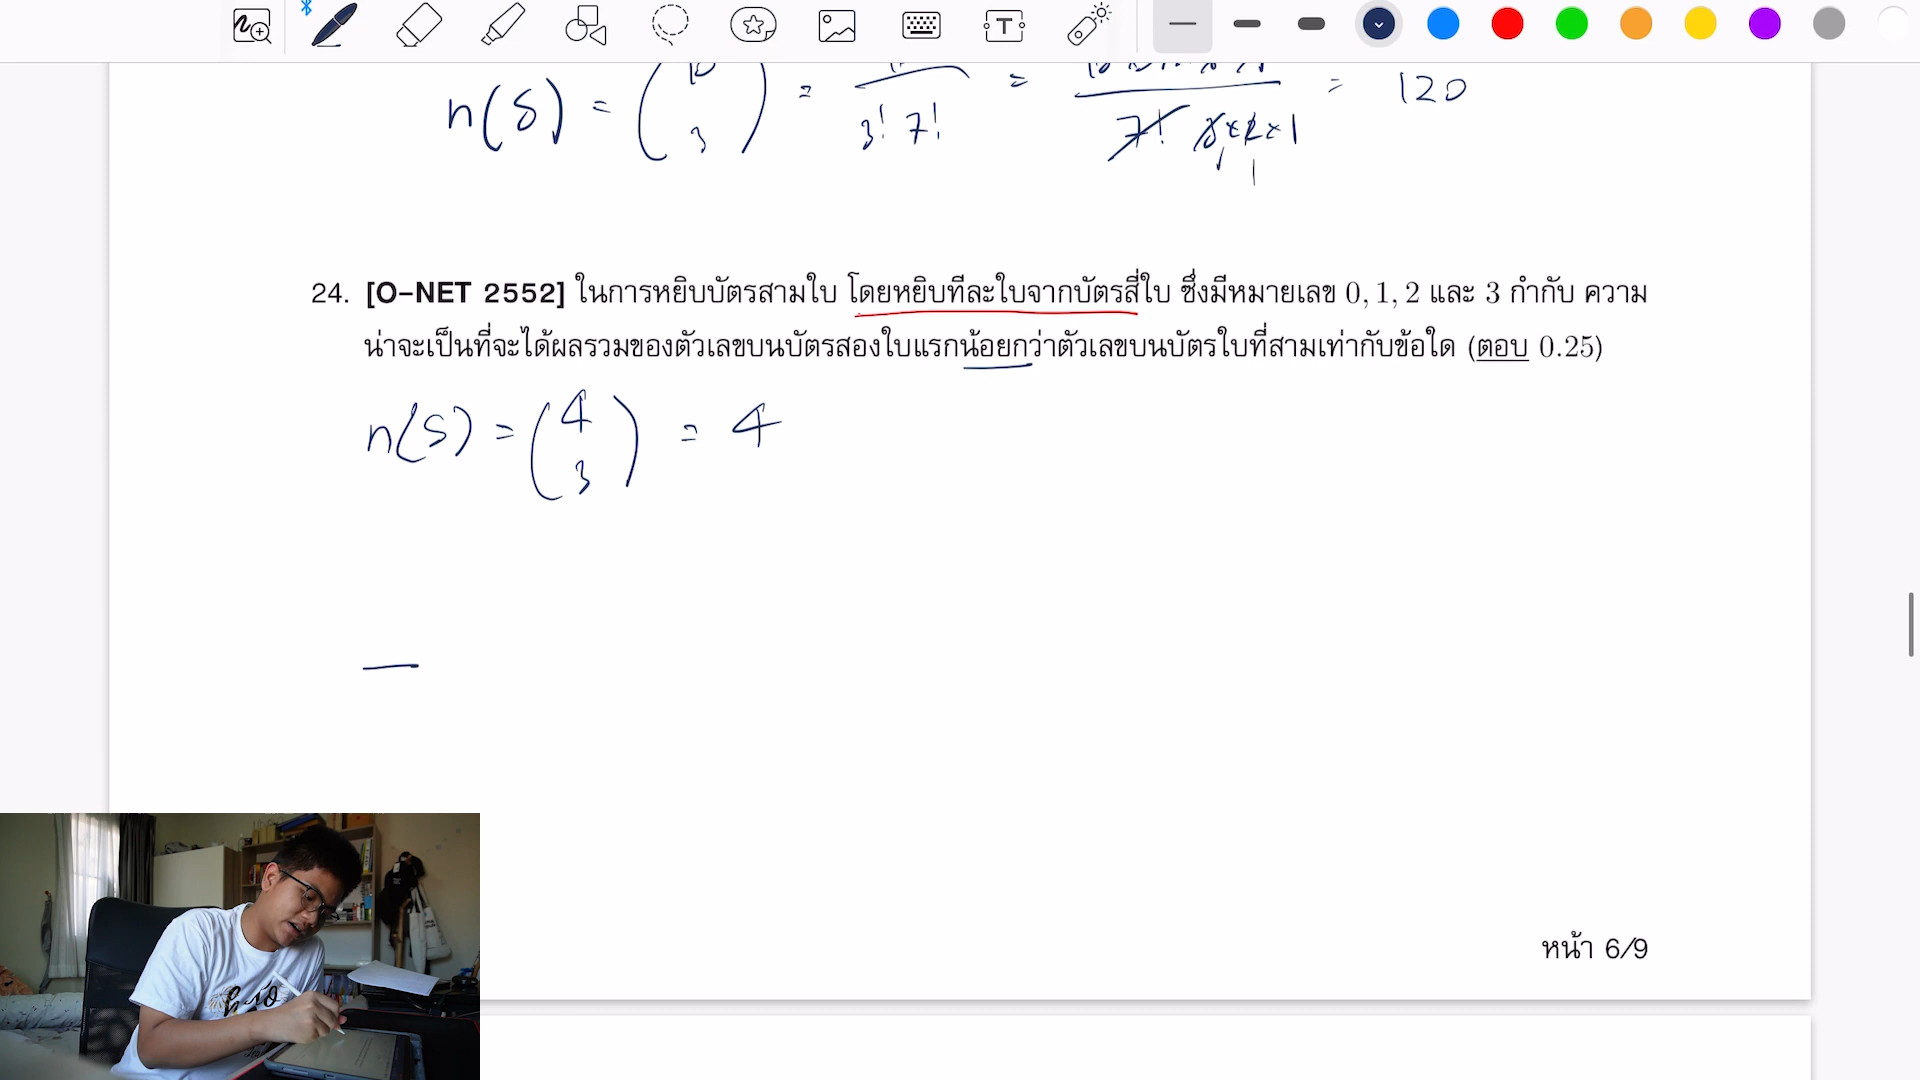 n(S) = (10 3) = 3! 7! = 7! 3×2×1 = 120
24. [O-NET 2552] ในการหยิบบัตรสามใบ โดยหยิบทีละใบจากบัตรสี่ใบ ซึ่งมีหมายเลข 0, 1, 2 และ 3 กำกับ ความ
น่าจะเป็นที่จะได้ผลรวมของตัวเลขบนบัตรสองใบแรกน้อยกว่าตัวเลขบนบัตรใบที่สามเท่ากับข้อใด (ตอบ 0.25)
n(S) = (4 3) = 4
หน้า 6/9